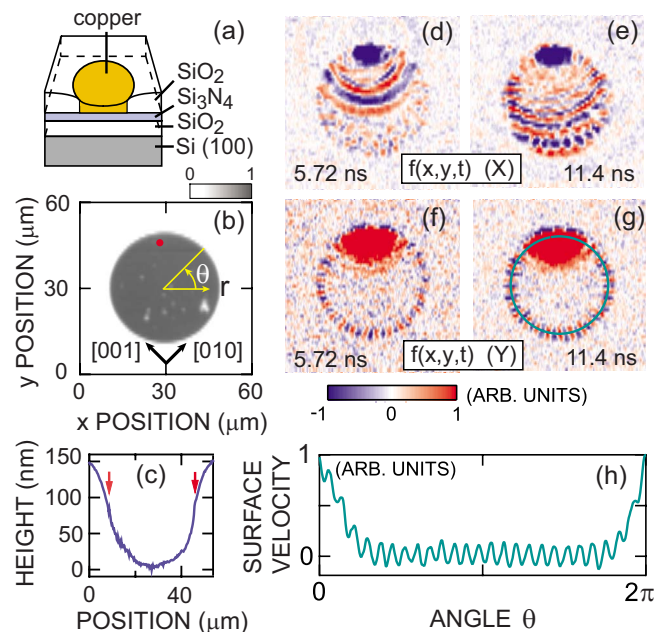 (a)
copper
SiO2
Si3N4
SiO2
Si (100)
0 1
(b)
60
30
0
y POSITION (μm)
θ
r
[001] [010]
0 30 60
x POSITION (μm)
(c)
150
100
50
0
HEIGHT (nm)
0 40
POSITION (μm)
(d) (e)
5.72 ns f(x,y,t) (X) 11.4 ns
(f) (g)
5.72 ns f(x,y,t) (Y) 11.4 ns
-1 0 1 (ARB. UNITS)
(h)
(ARB. UNITS)
1
0
SURFACE
VELOCITY
0 2π
ANGLE θ